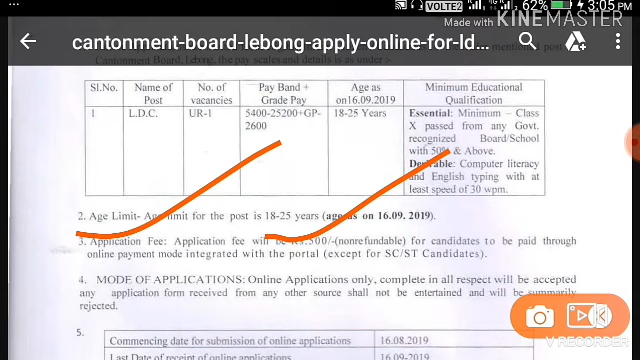 VOLTE2 3:05PM
Made with KINEMASTER
cantonment-board-lebong-apply-online-for-ld...
Cantonment Board, Lebong, the pay scales and details is as under :-
Sl.No. Name of Post No. of vacancies Pay Band + Grade Pay Age as on16.09.2019 Minimum Educational Qualification
1 L.D.C. UR-1 5400-25200+GP-2600 18-25 Years Essential: Minimum – Class
X passed from any Govt.
recognized Board/School
with 50% & Above.
Derirable: Computer literacy
and English typing with at
least speed of 30 wpm.
2. Age Limit- Age limit for the post is 18-25 years (age as on 16.09. 2019).
3. Application Fee: Application fee will be Rs.500/-(nonrefundable) for candidates to be paid through
online payment mode integrated with the portal (except for SC/ST Candidates).
4. MODE OF APPLICATIONS: Online Applications only, complete in all respect will be accepted
any application form received from any other source shall not be entertained and will be summarily
rejected.
5.
Commencing date for submission of online applications 16.08.2019
Last Date of receipt of online applications 16.09-2019
V RECORDER